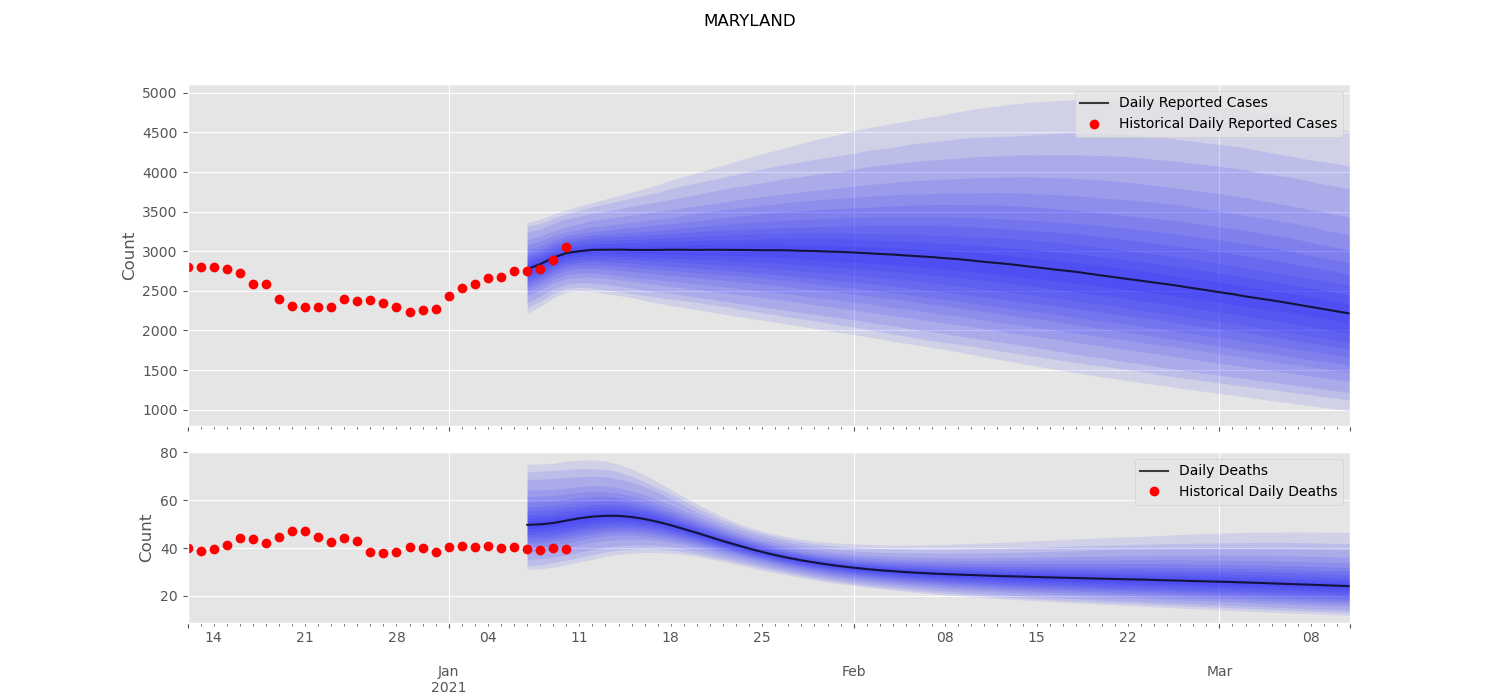 MARYLAND
5000
4500
4000
3500
3000
2500
2000
1500
1000
Count
Daily Reported Cases
Historical Daily Reported Cases
80
60
40
20
Count
Daily Deaths
Historical Daily Deaths
14 21 28 04 11 18 25 08 15 22 08
Jan Feb Mar
2021